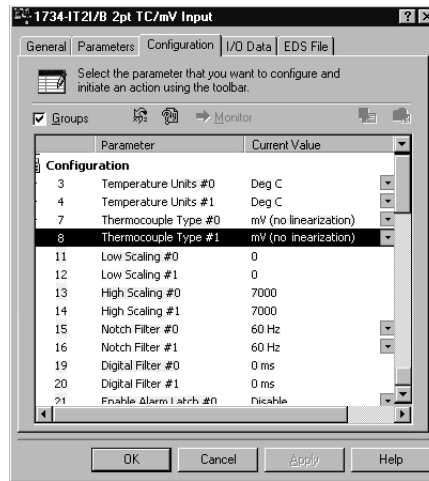 1734-IT2I/B 2pt TC/mV Input
General Parameters Configuration I/O Data EDS File
Select the parameter that you want to configure and
initiate an action using the toolbar.
Groups Monitor
Parameter Current Value
Configuration
3 Temperature Units #0 Deg C
4 Temperature Units #1 Deg C
7 Thermocouple Type #0 mV (no linearization)
8 Thermocouple Type #1 mV (no inearization)
11 Low Scaling #0 0
12 Low Scaling #1 0
13 High Scaling #0 7000
14 High Scaling #1 7000
15 Notch Filter #0 60 Hz
16 Notch Filter #1 60 Hz
19 Digital Filter #0 0 ms
20 Digital Filter #1 0 ms
21 Enable Alarm Latch #0 Disable
OK Cancel Apply Help